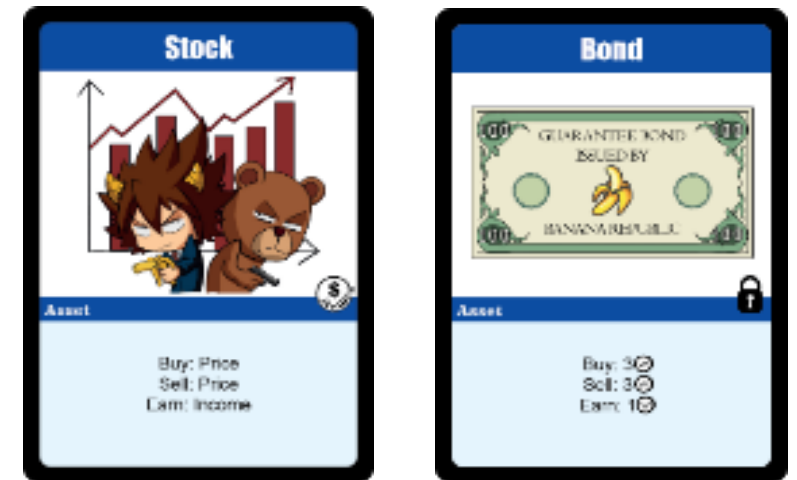 Stock
$
Asset
Buy: Price
Sell: Price
Earn: Income
Bond
GUARANTEE BOND
ISSUED BY
BANANA REPUBLIC
Asset
Buy: 3
Sell: 3
Earn: 1